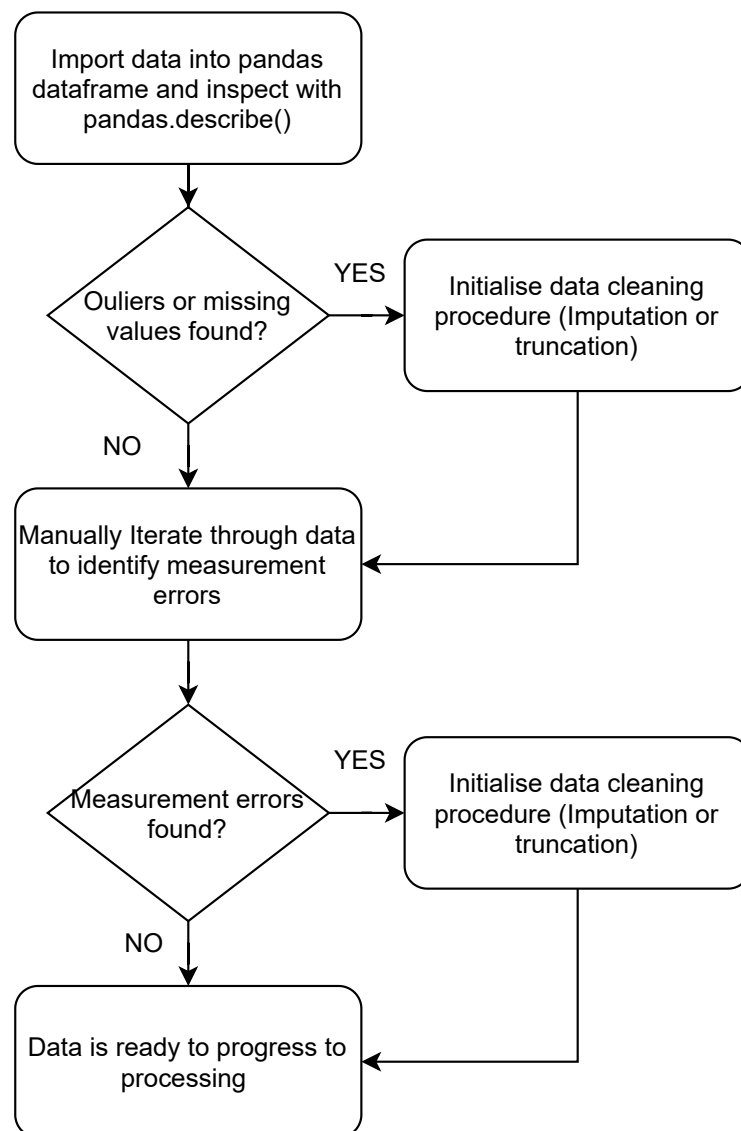 Import data into pandas
dataframe and inspect with
pandas.describe()
Ouliers or missing
values found?
YES
Initialise data cleaning
procedure (Imputation or
truncation)
NO
Manually Iterate through data
to identify measurement
errors
Measurement errors
found?
YES
Initialise data cleaning
procedure (Imputation or
truncation)
NO
Data is ready to progress to
processing